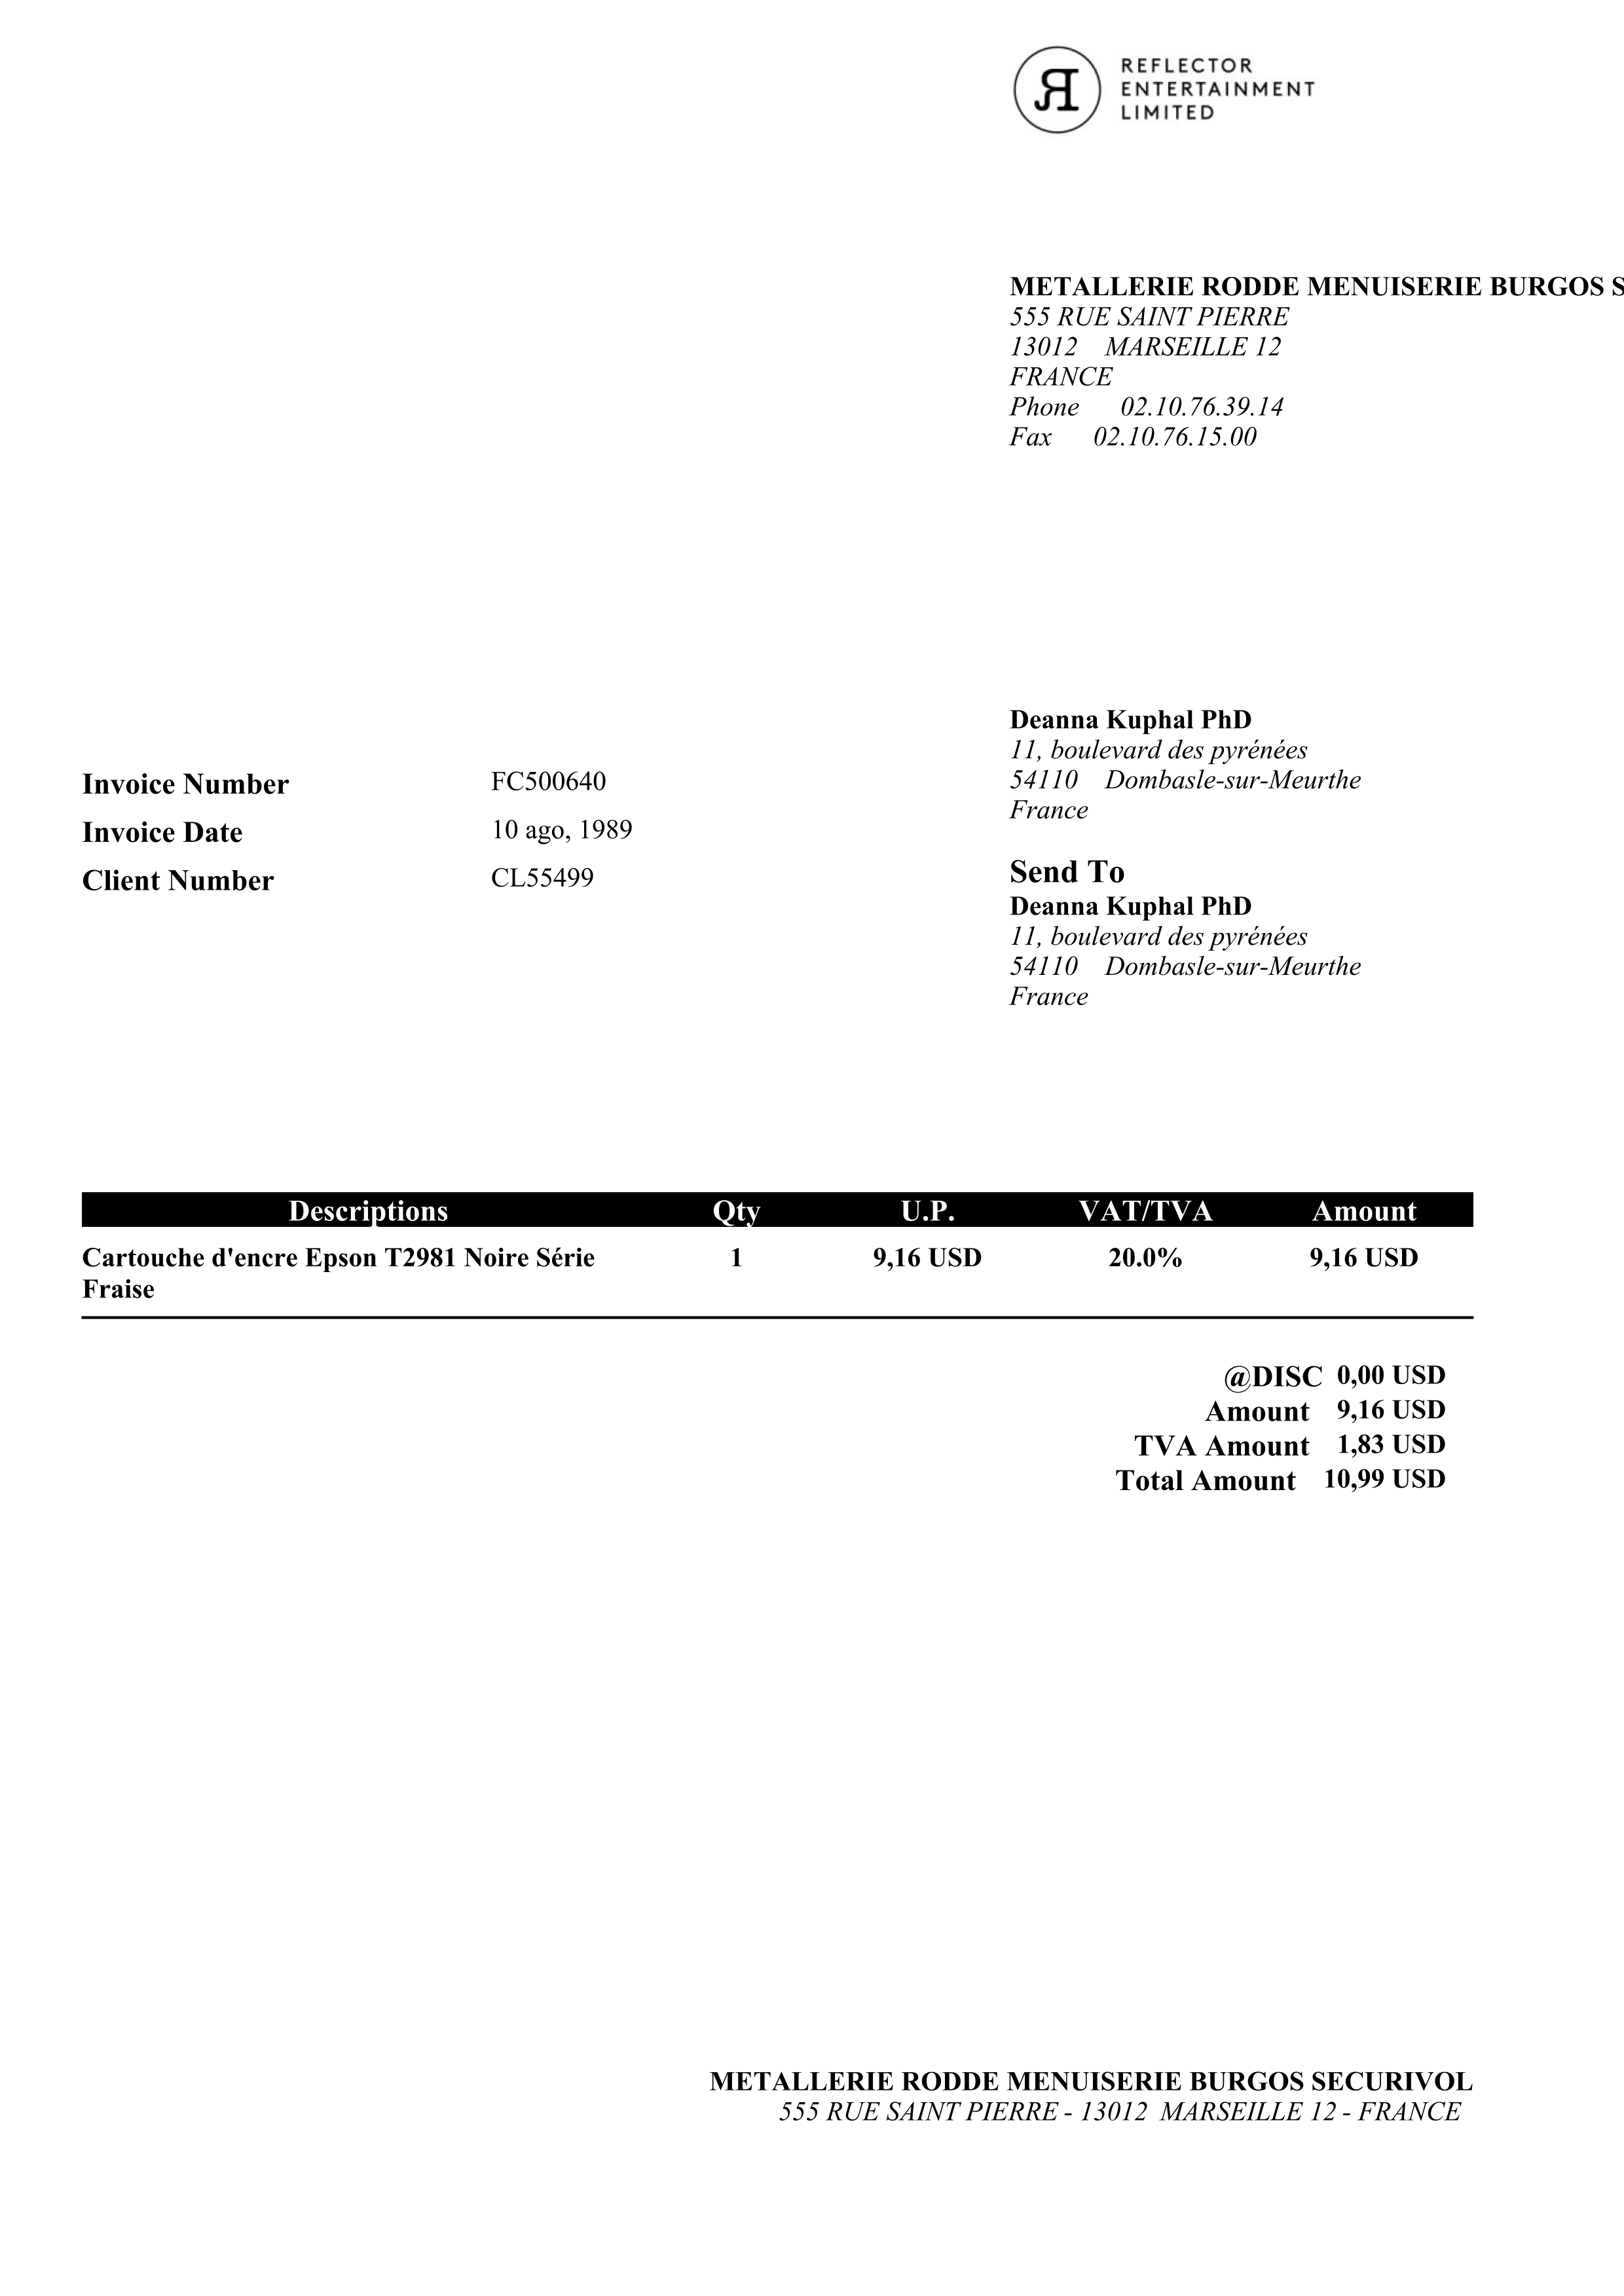 REFLECTOR
ENTERTAINMENT
LIMITED
METALLERIE RODDE MENUISERIE BURGOS S
555 RUE SAINT PIERRE
13012 MARSEILLE 12
FRANCE
Phone 02.10.76.39.14
Fax 02.10.76.15.00
Deanna Kuphal PhD
11, boulevard des pyrénées
54110 Dombasle-sur-Meurthe
France
Invoice Number FC500640
Invoice Date 10 ago, 1989
Client Number CL55499
Send To
Deanna Kuphal PhD
11, boulevard des pyrénées
54110 Dombasle-sur-Meurthe
France
Descriptions Qty U.P. VAT/TVA Amount
Cartouche d'encre Epson T2981 Noire Série 1 9,16 USD 20.0% 9,16 USD
Fraise
@DISC 0,00 USD
Amount 9,16 USD
TVA Amount 1,83 USD
Total Amount 10,99 USD
METALLERIE RODDE MENUISERIE BURGOS SECURIVOL
555 RUE SAINT PIERRE - 13012 MARSEILLE 12 - FRANCE